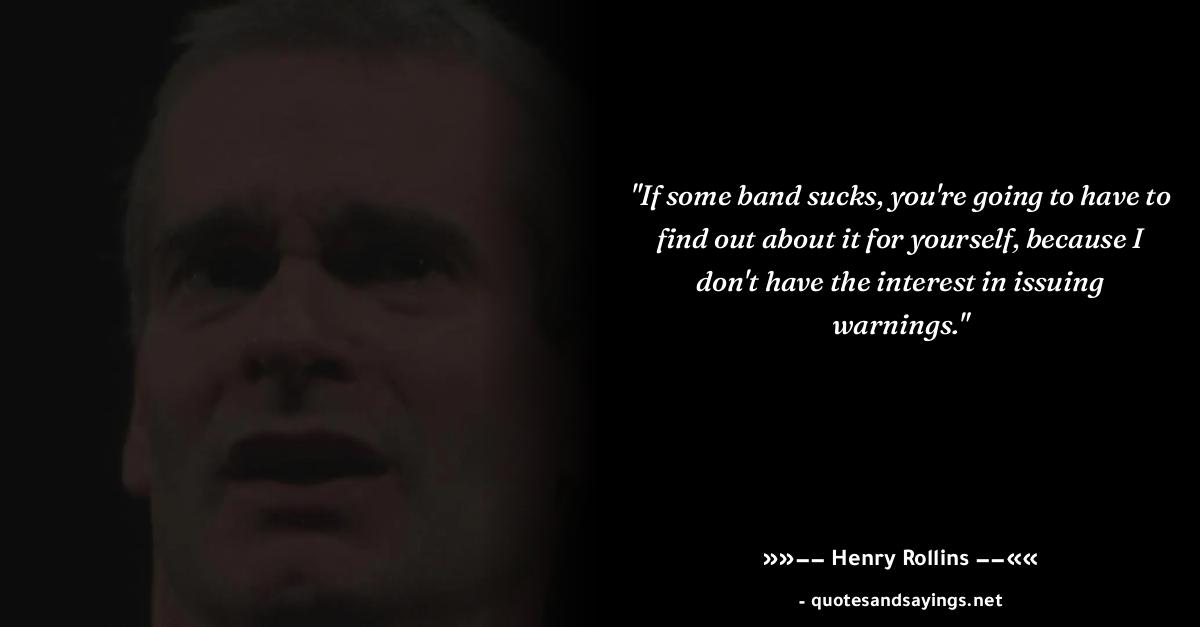 "If some band sucks, you're going to have to
find out about it for yourself, because I
don't have the interest in issuing
warnings."
»»−− Henry Rollins −−««
- quotesandsayings.net